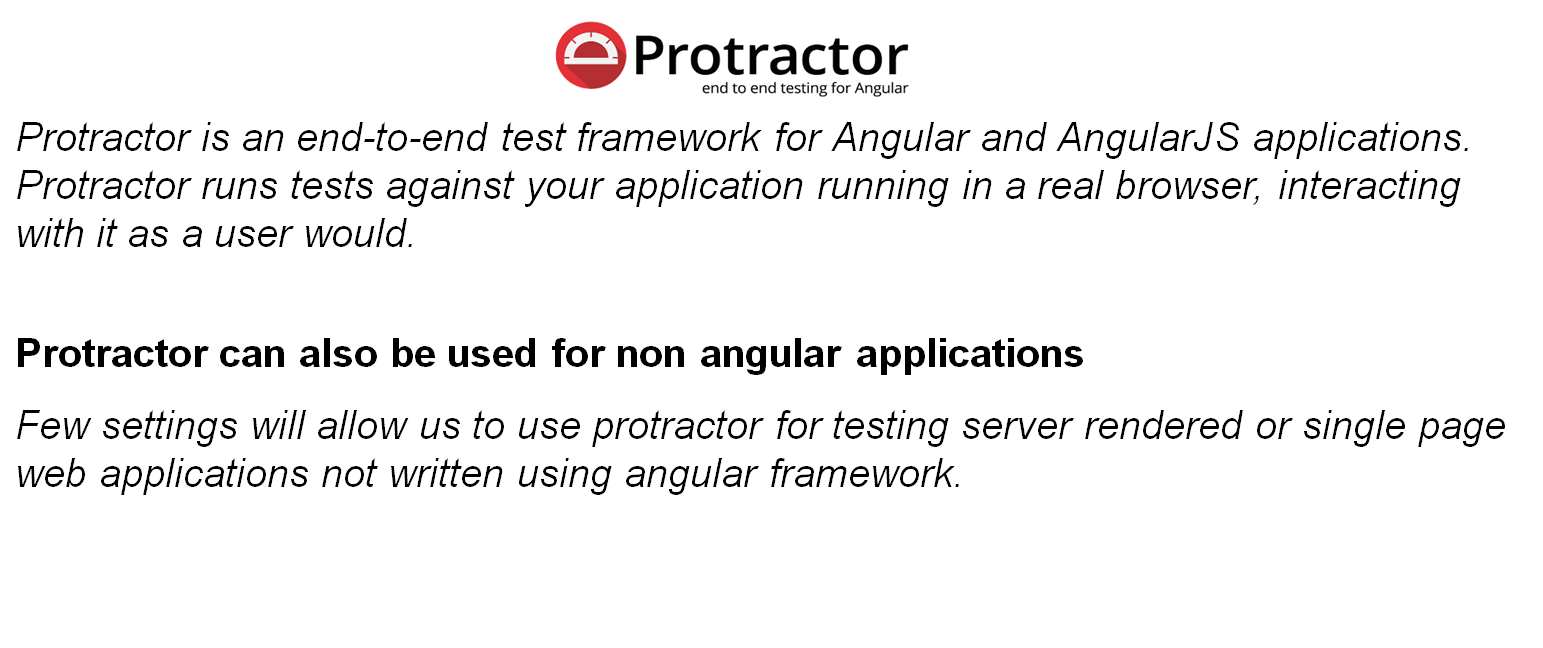 Protractor
end to end testing for Angular
Protractor is an end-to-end test framework for Angular and AngularJS applications.
Protractor runs tests against your application running in a real browser, interacting
with it as a user would.
Protractor can also be used for non angular applications
Few settings will allow us to use protractor for testing server rendered or single page
web applications not written using angular framework.